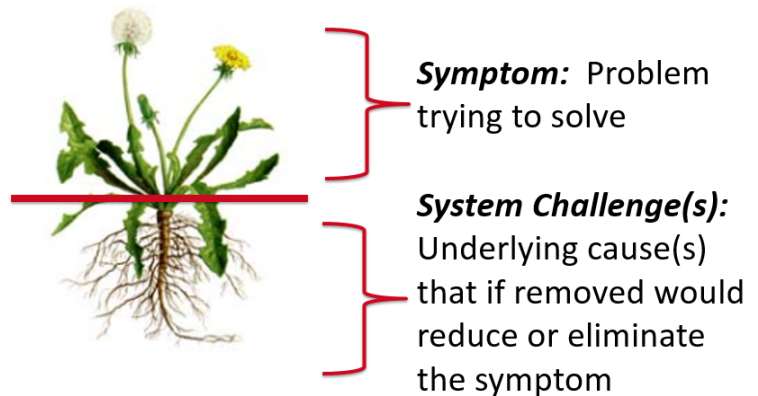 Symptom: Problem
trying to solve
System Challenge(s):
Underlying cause(s)
that if removed would
reduce or eliminate
the symptom